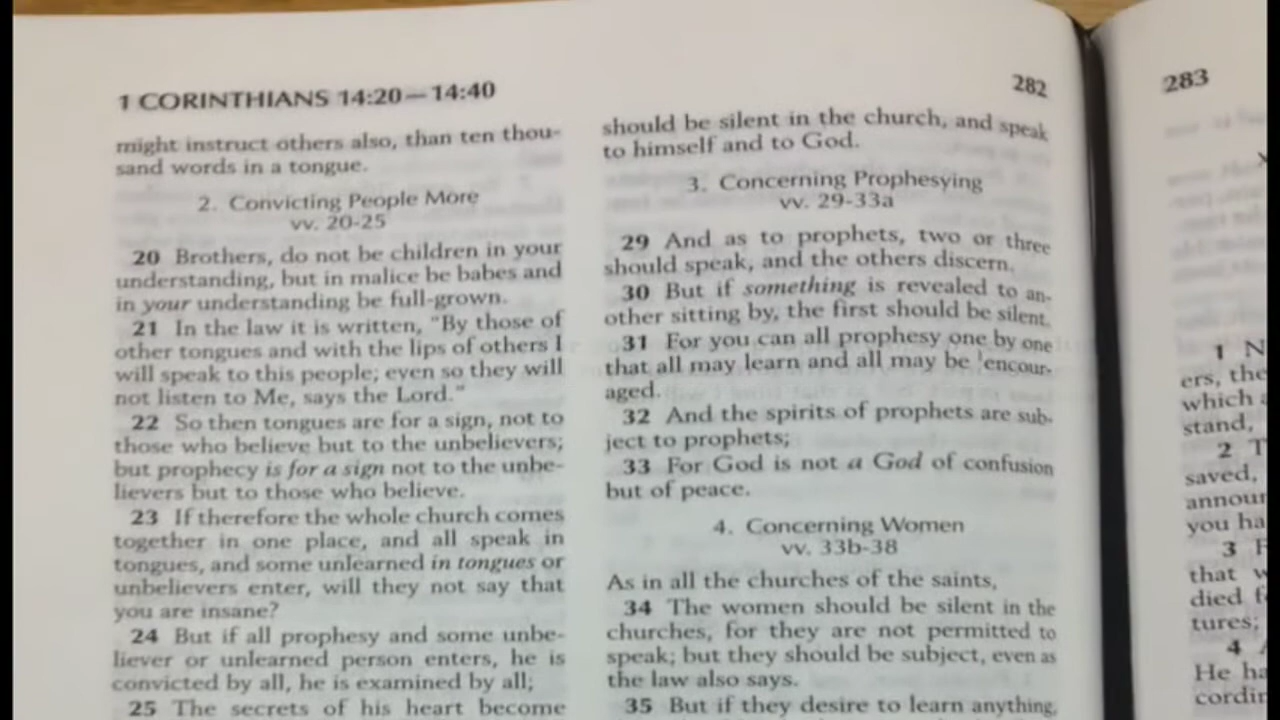 1 CORINTHIANS 14:20—14:40
282
might instruct others also, than ten thou-
sand words in a tongue.
2. Convicting People More
vv. 20-25
20 Brothers, do not be children in your
understanding, but in malice be babes and
in your understanding be full-grown.
21 In the law it is written, "By those of
other tongues and with the lips of others I
will speak to this people; even so they will
not listen to Me, says the Lord."
22 So then tongues are for a sign, not to
those who believe but to the unbelievers;
but prophecy is for a sign not to the unbe-
lievers but to those who believe.
23 If therefore the whole church comes
together in one place, and all speak in
tongues, and some unlearned in tongues or
unbelievers enter, will they not say that
you are insane?
24 But if all prophesy and some unbe-
liever or unlearned person enters, he is
convicted by all, he is examined by all;
25 The secrets of his heart become
should be silent in the church, and speak
to himself and to God.
3. Concerning Prophesying
vv. 29-33a
29 And as to prophets, two or three
should speak, and the others discern.
30 But if something is revealed to an-
other sitting by, the first should be silent.
31 For you can all prophesy one by one
that all may learn and all may be encour-
aged.
32 And the spirits of prophets are sub-
ject to prophets;
33 For God is not a God of confusion
but of peace.
4. Concerning Women
vv. 33b-38
As in all the churches of the saints,
34 The women should be silent in the
churches, for they are not permitted to
speak; but they should be subject, even as
the law also says.
35 But if they desire to learn anything,
283
1 N
ers, the
which
stand,
2 T
saved,
announ
you ha
3 F
that w
died f
tures;
4
He ha
cordin